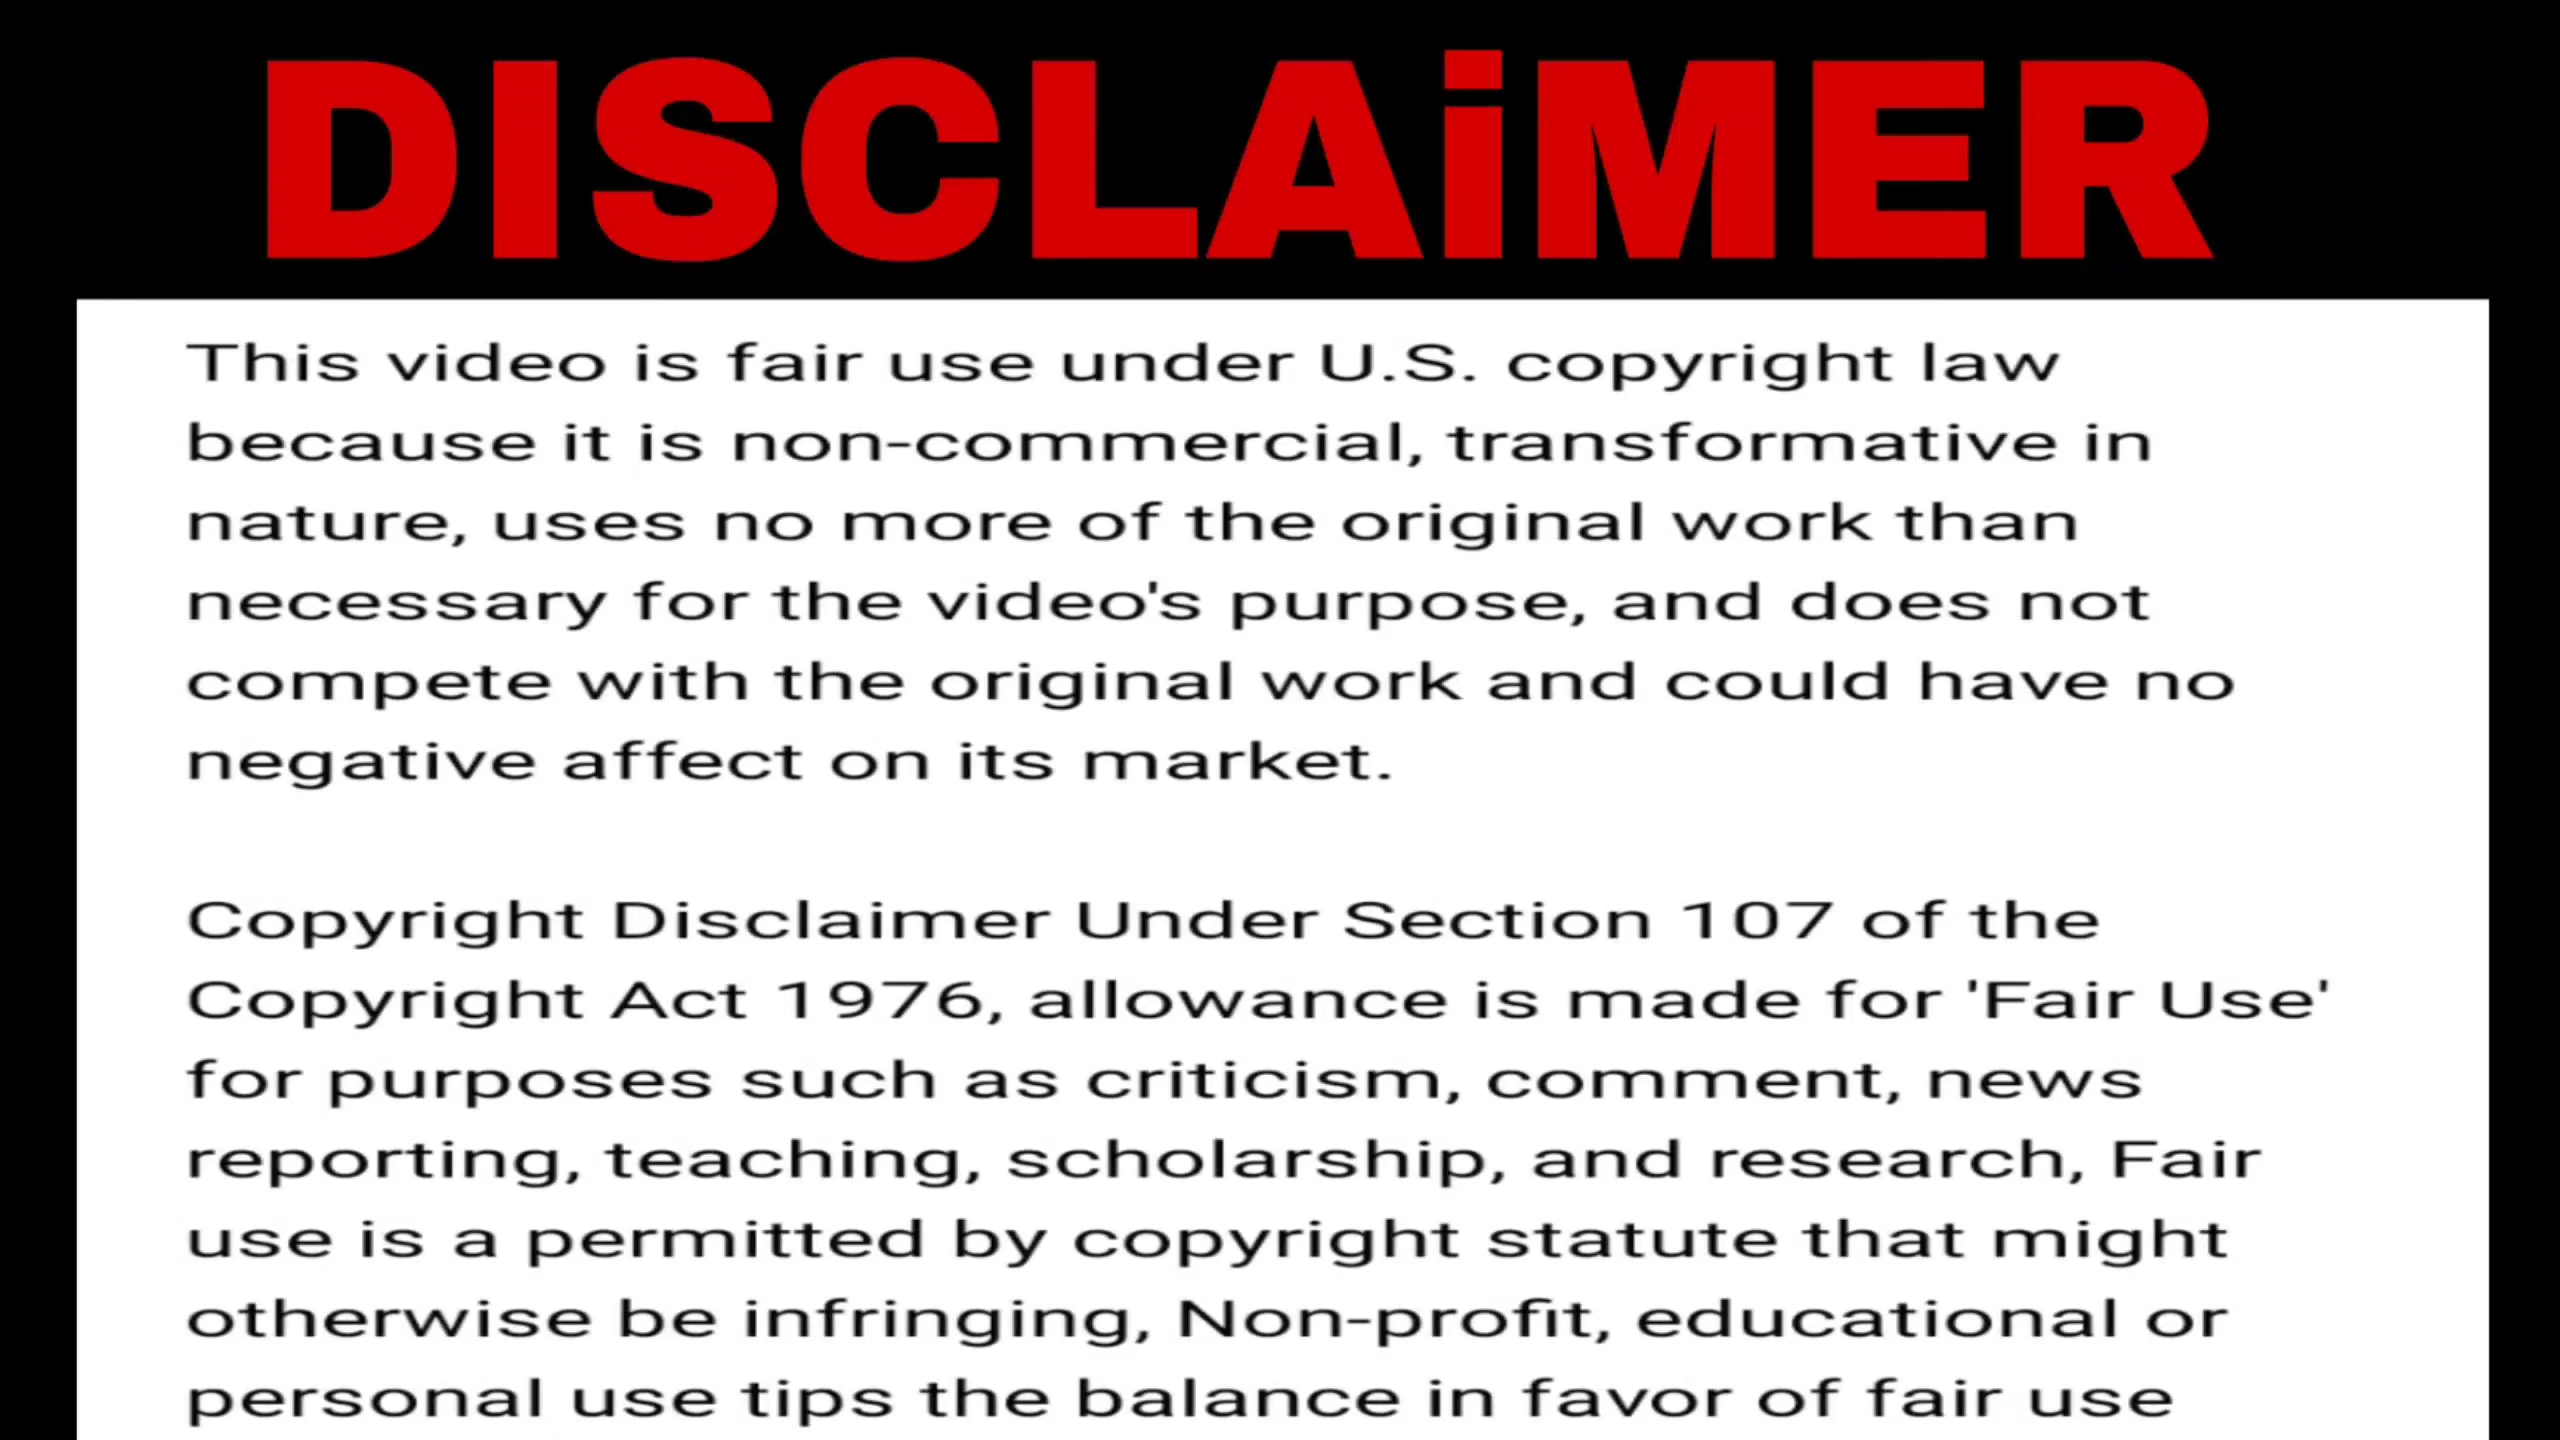 DISCLAiMER
This video is fair use under U.S. copyright law
because it is non-commercial, transformative in
nature, uses no more of the original work than
necessary for the video's purpose, and does not
compete with the original work and could have no
negative affect on its market.
Copyright Disclaimer Under Section 107 of the
Copyright Act 1976, allowance is made for 'Fair Use'
for purposes such as criticism, comment, news
reporting, teaching, scholarship, and research, Fair
use is a permitted by copyright statute that might
otherwise be infringing, Non-profit, educational or
personal use tips the balance in favor of fair use